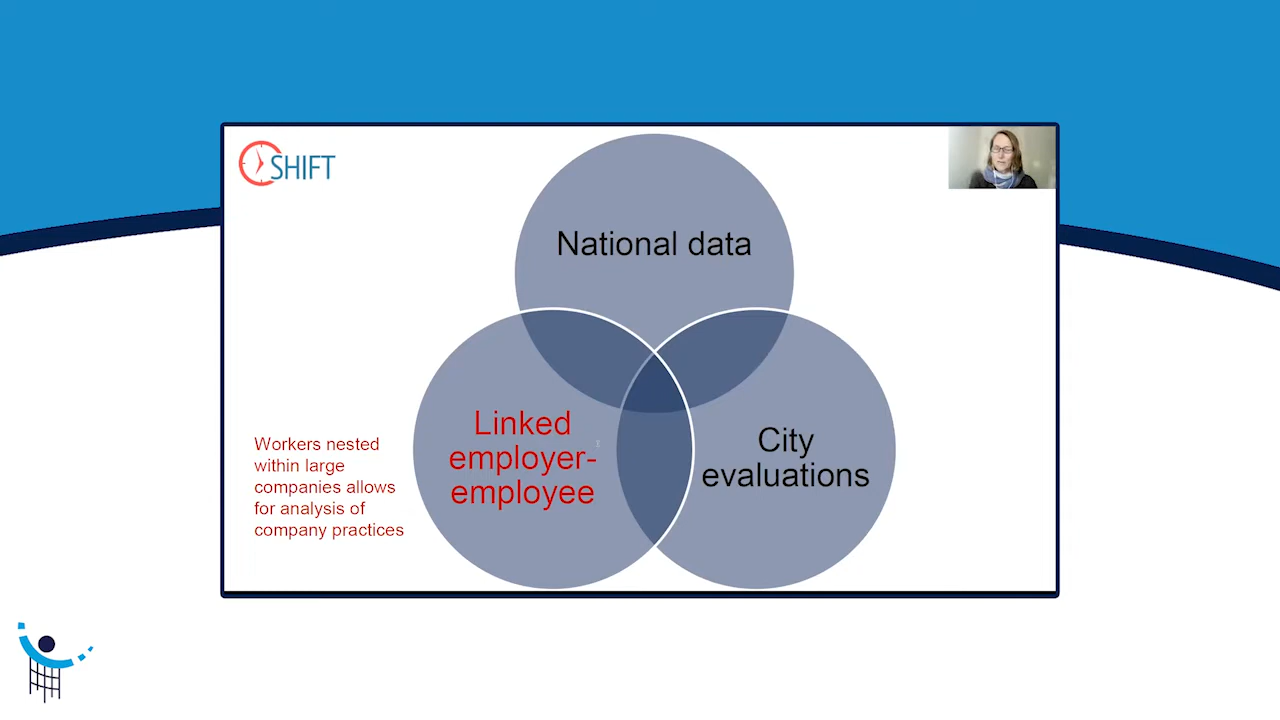 SHIFT
National data
Linked
employer-
employee
City
evaluations
Workers nested
within large
companies allows
for analysis of
company practices